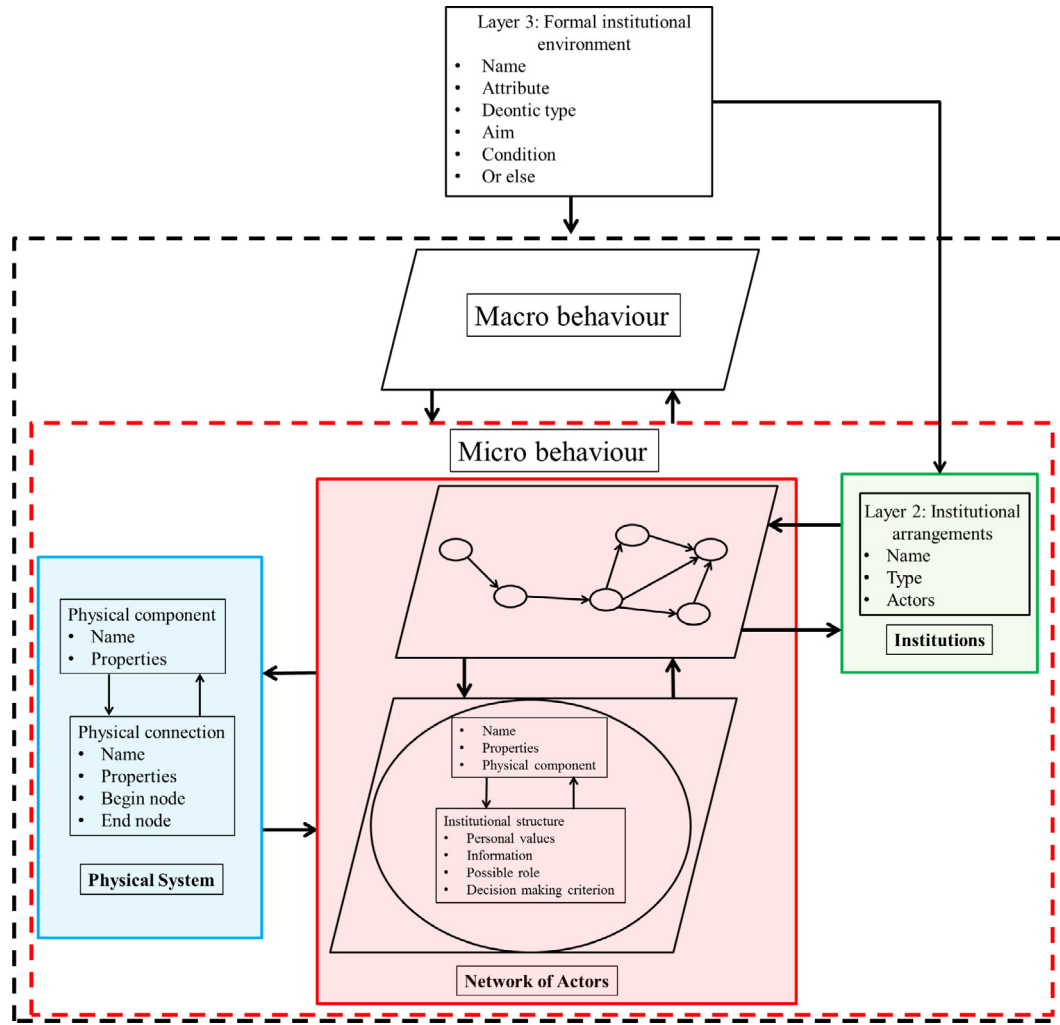 Layer 3: Formal institutional
environment
• Name
• Attribute
• Deontic type
• Aim
• Condition
• Or else
Macro behaviour
Micro behaviour
Layer 2: Institutional
arrangements
• Name
• Type
• Actors
Institutions
Physical component
• Name
• Properties
Physical connection
• Name
• Properties
• Begin node
• End node
Physical System
• Name
• Properties
• Physical component
Institutional structure
• Personal values
• Information
• Possible role
• Decision making criterion
Network of Actors